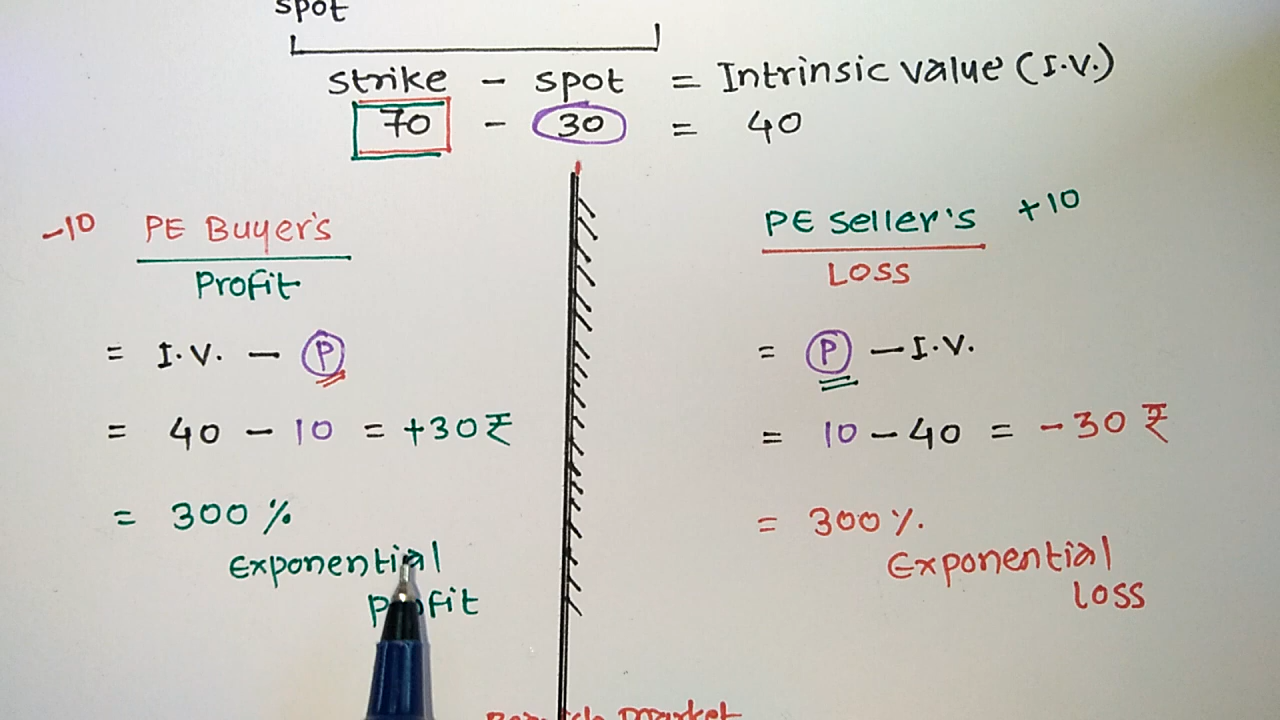 spot
Strike - spot = Intrinsic value (I.V.)
70 - 30 = 40
-10 PE Buyer's
Profit
= I.V. - P
= 40 - 10 = +30₹
= 300%
Exponential
Profit
PE Seller's +10
Loss
= P - I.V.
= 10 - 40 = -30₹
= 300%.
Exponential
Loss
market